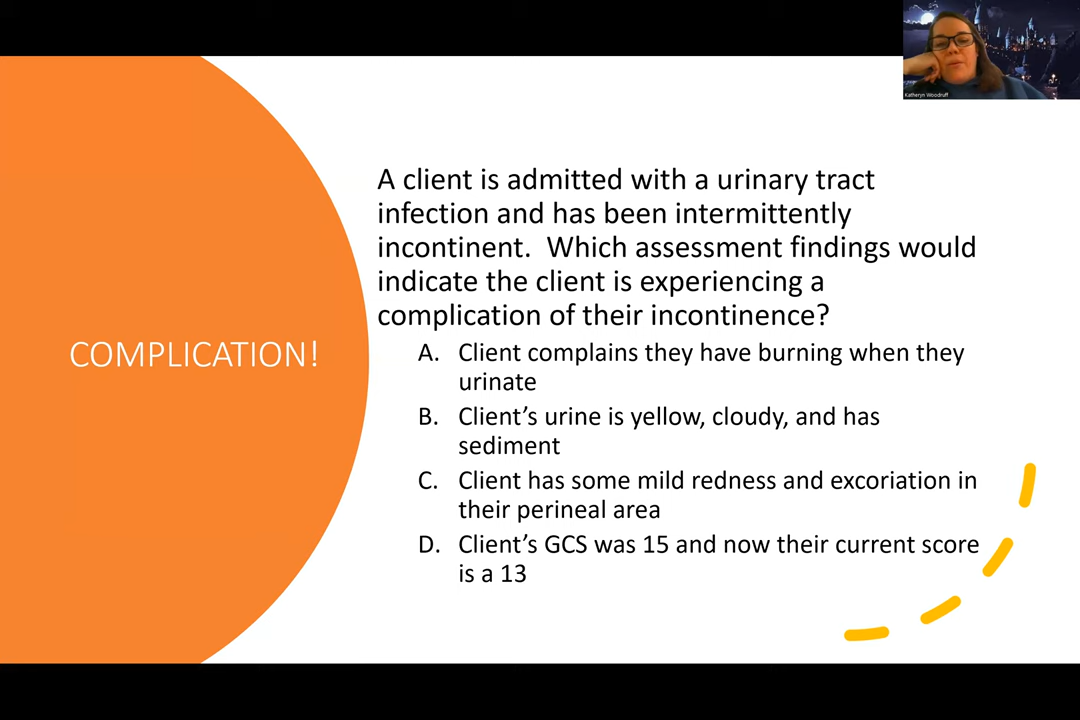 Katheryn Woodruff
A client is admitted with a urinary tract
infection and has been intermittently
incontinent.  Which assessment findings would
indicate the client is experiencing a
complication of their incontinence?
COMPLICATION!
A. Client complains they have burning when they
urinate
B. Client's urine is yellow, cloudy, and has
sediment
C. Client has some mild redness and excoriation in
their perineal area
D. Client's GCS was 15 and now their current score
is a 13